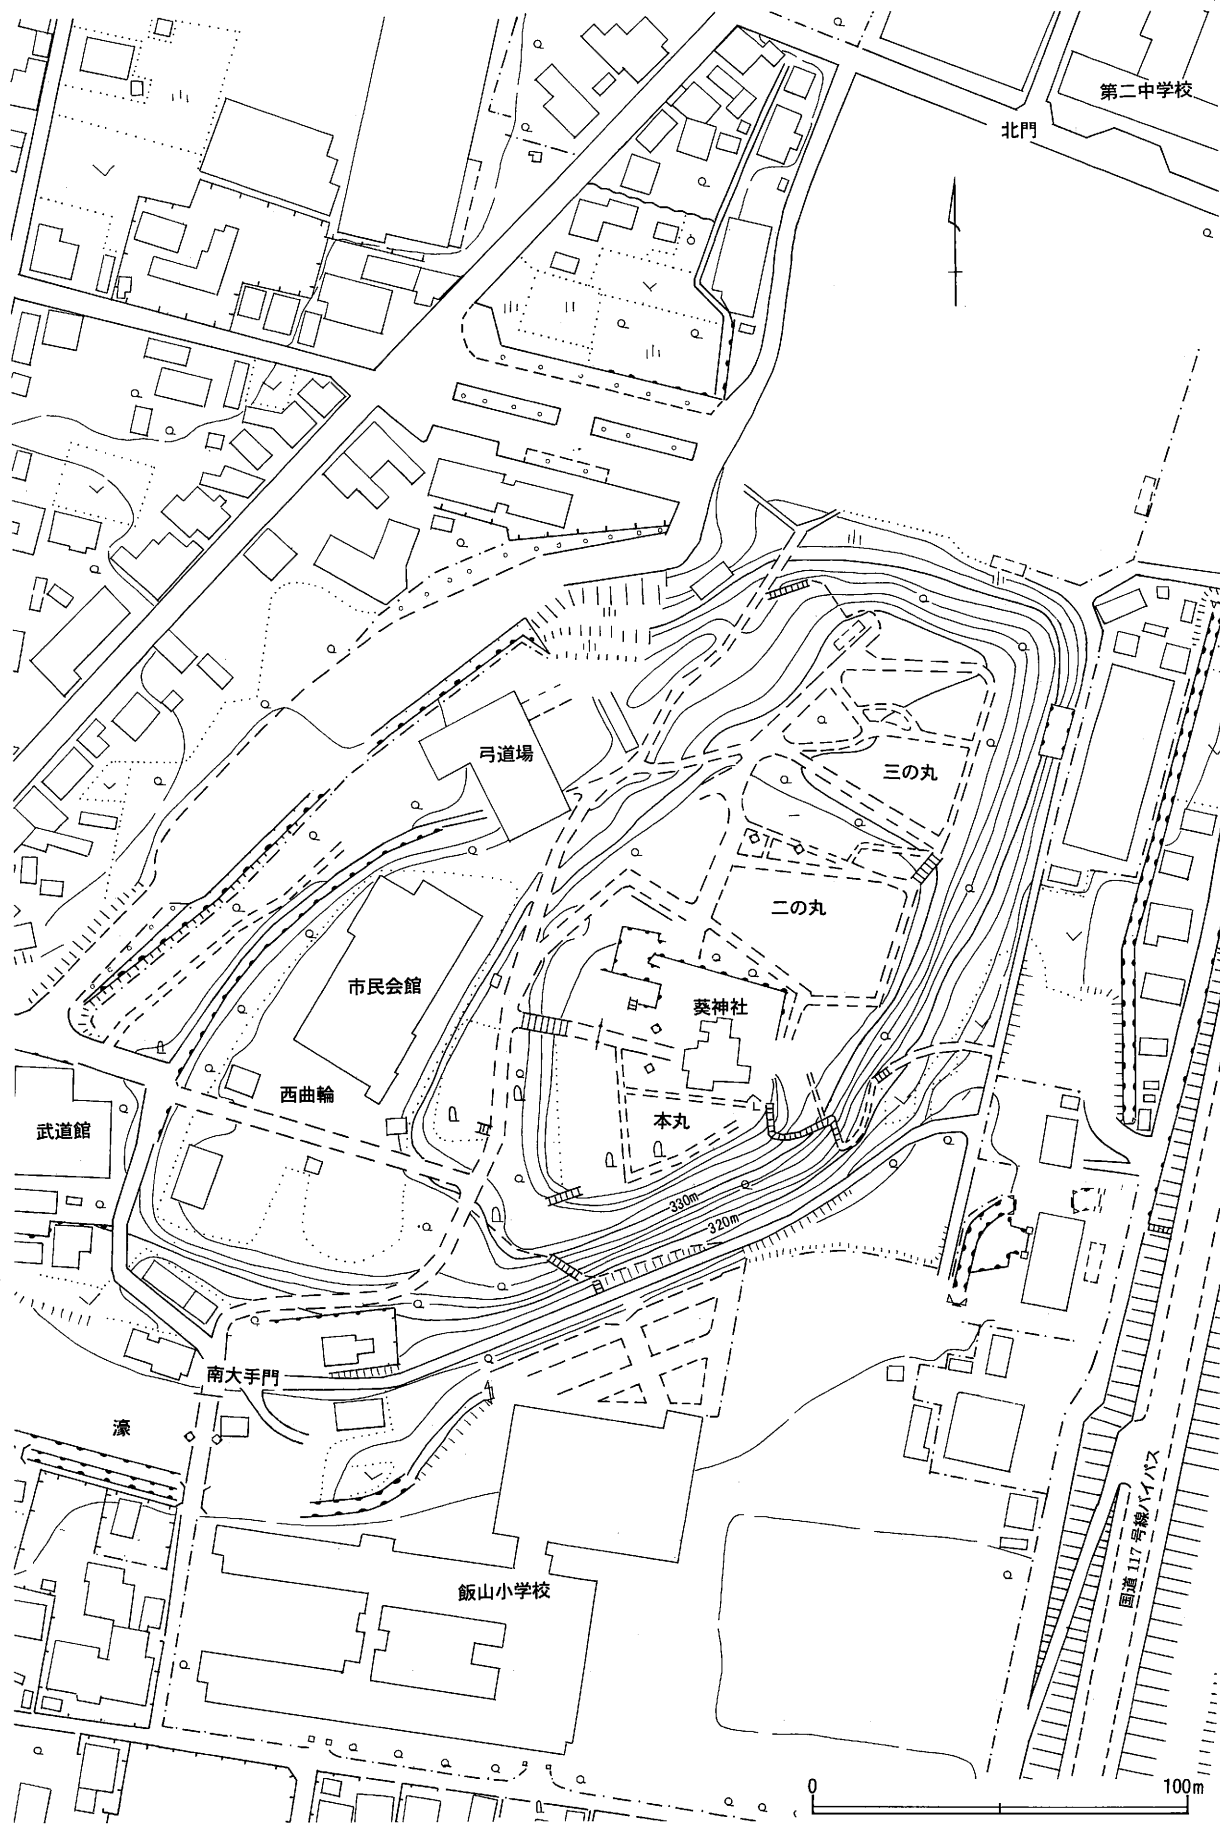 第二中学校
北門
弓道場
三の丸
二の丸
市民会館
葵神社
西曲輪
本丸
武道館
330m
320m
南大手門
濠
国道117号線バイパス
飯山小学校
0 100m